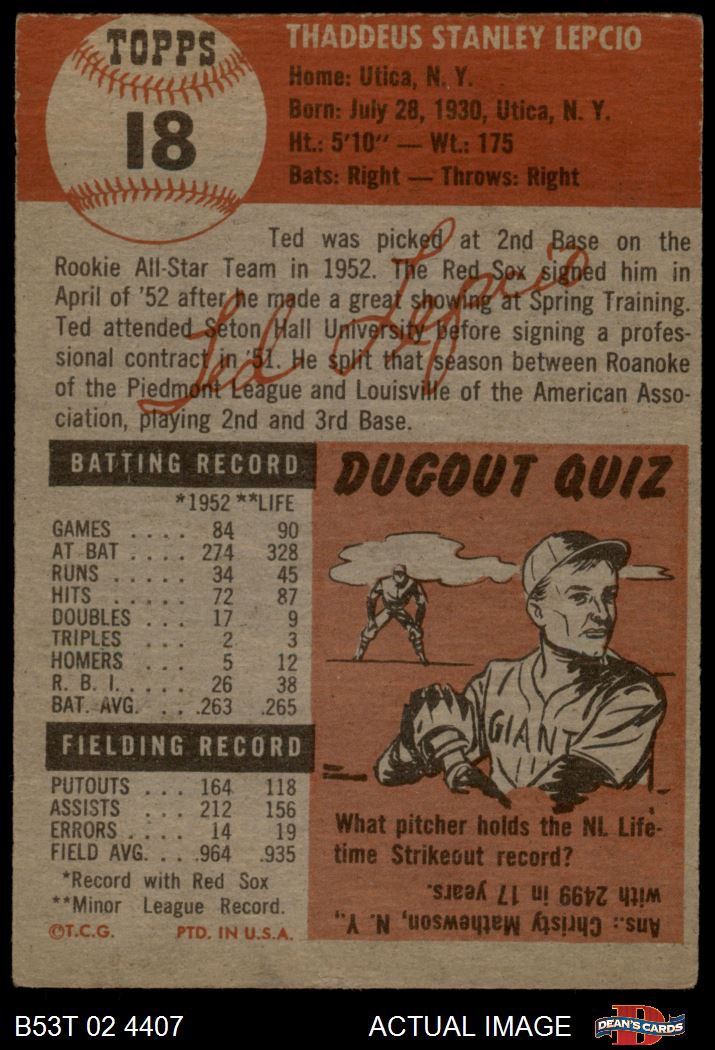 TOPPS
18
THADDEUS STANLEY LEPCIO
Home: Utica, N. Y.
Born: July 28, 1930, Utica, N. Y.
Ht.: 5'10" — Wt.: 175
Bats: Right — Throws: Right
Ted was picked at 2nd Base on the
Rookie All-Star Team in 1952. The Red Sox signed him in
April of '52 after he made a great showing at Spring Training.
Ted attended Seton Hall University before signing a profes-
sional contract in '51. He split that season between Roanoke
of the Piedmont League and Louisville of the American Asso-
ciation, playing 2nd and 3rd Base.
Ted Lepcio
BATTING RECORD
*1952 **LIFE
GAMES .... 84 90
AT BAT .... 274 328
RUNS ..... 34 45
HITS ..... 72 87
DOUBLES ... 17 9
TRIPLES ... 2 3
HOMERS ... 5 12
R. B. I. .... 26 38
BAT. AVG. ... .263 .265
FIELDING RECORD
PUTOUTS ... 164 118
ASSISTS ... 212 156
ERRORS ... 14 19
FIELD AVG. .. .964 .935
*Record with Red Sox
**Minor League Record.
©T.C.G. PTD. IN U.S.A.
DUGOUT QUIZ
GIANT
What pitcher holds the NL Life-
time Strikeout record?
Ans.: Christy Mathewson, N. Y.,
with 2499 in 17 years.
B53T 02 4407
ACTUAL IMAGE
DEAN'S CARDS